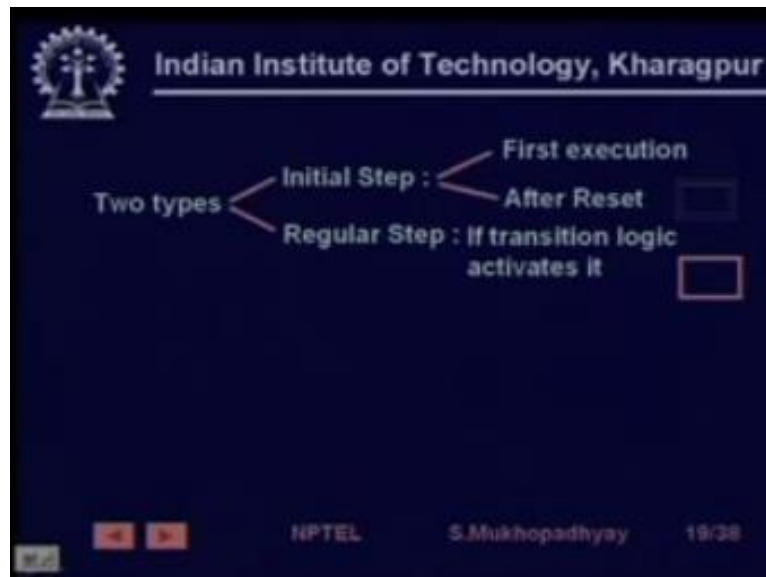 Indian Institute of Technology, Kharagpur
First execution
Initial Step :
After Reset
Two types
Regular Step : If transition logic
activates it
NPTEL S.Mukhopadhyay 19/38